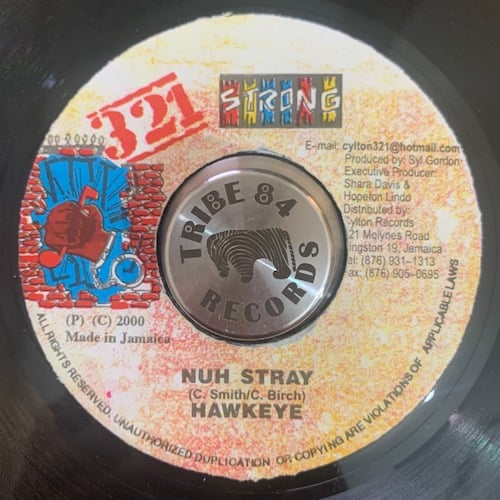 321
STRONG
E-mail: cylton321@hotmail.com
Produced by: Syl Gordon
Executive Producer:
Shara Davis &
Hopeton Lindo
Distributed by:
Cylton Records
21 Molynes Road
Kingston 19, Jamaica
Tel: (876) 931-1313
Fax: (876) 905-0695
TRIBE 84
RECORDS
(P) (C) 2000
Made in Jamaica
NUH STRAY
(C. Smith/C. Birch)
HAWKEYE
ALL RIGHTS RESERVED. UNAUTHORIZED DUPLICATION OR COPYING ARE VIOLATIONS OF APPLICABLE LAWS